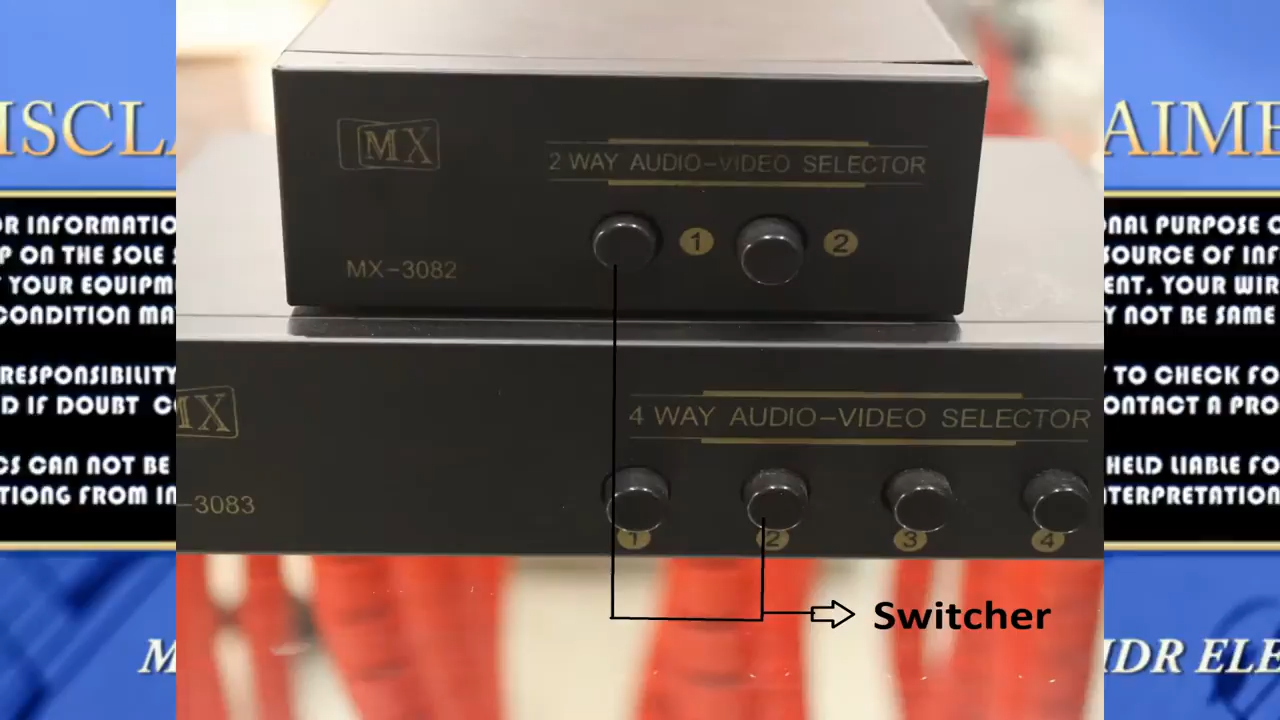 ISCL
AIME
OR INFORMATIO
P ON THE SOLE
YOUR EQUIPM
CONDITION MA
RESPONSIBILITY
D IF DOUBT C
CS CAN NOT BE
TIONG FROM IN
M
MX
2 WAY AUDIO-VIDEO SELECTOR
1 2
MX-3082
MX
4 WAY AUDIO-VIDEO SELECTOR
-3083
1 2 3 4
Switcher
NAL PURPOSE O
SOURCE OF INF
ENT. YOUR WIR
Y NOT BE SAME
TO CHECK FO
ONTACT A PRO
HELD LIABLE FO
TERPRETATION
IDR ELE